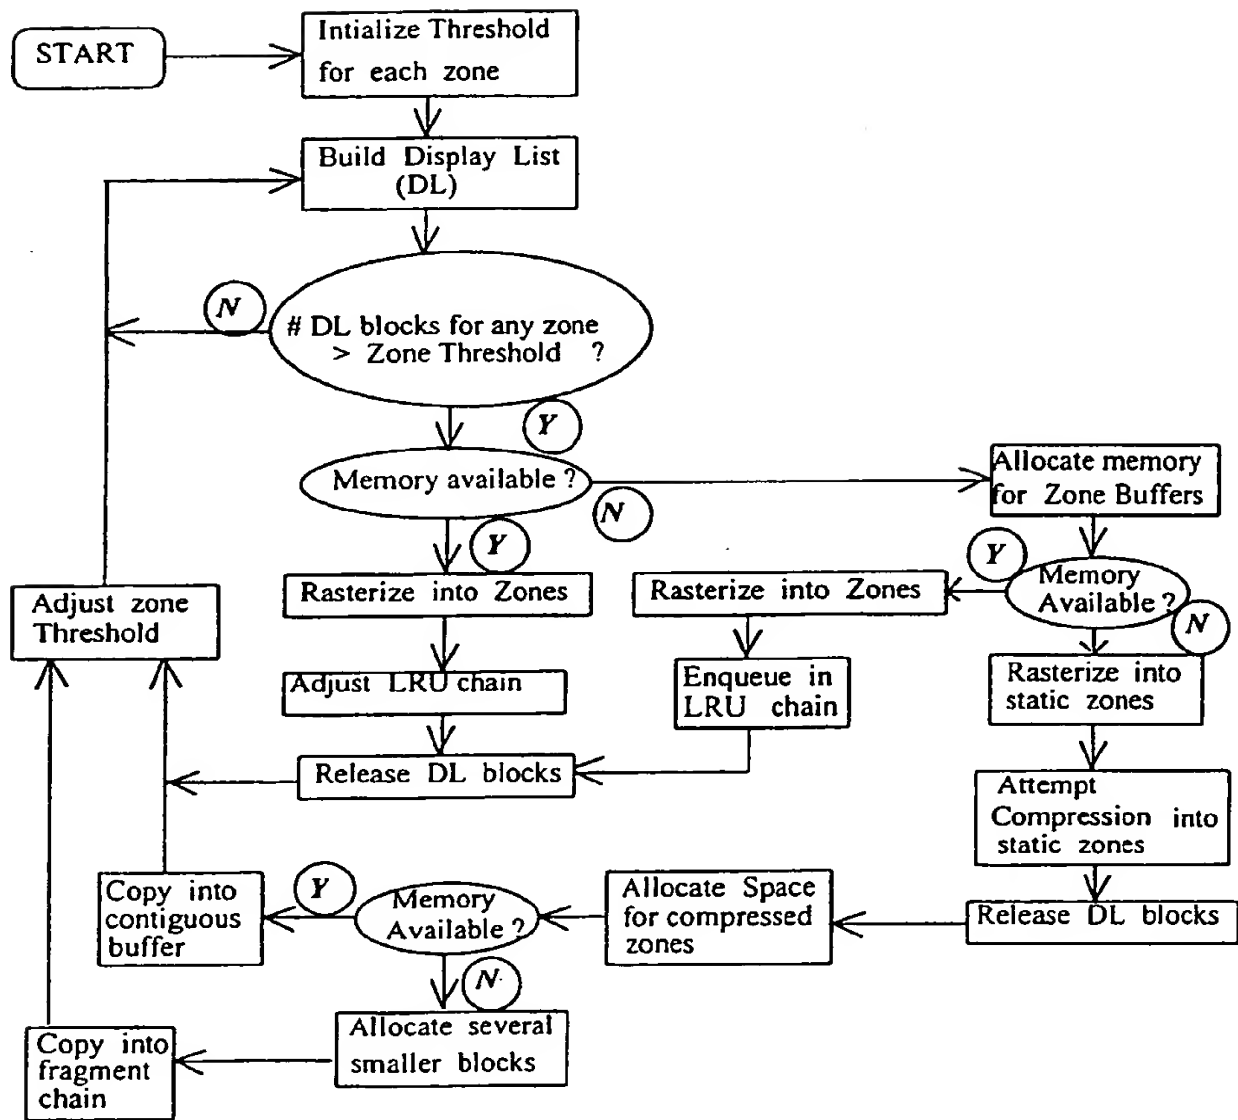 START
Intialize Threshold
for each zone
Build Display List
(DL)
N
# DL blocks for any zone
> Zone Threshold ?
Y
Memory available ?
N
Allocate memory
for Zone Buffers
Y
Y
Memory
Available ?
N
Rasterize into Zones
Rasterize into Zones
Adjust zone
Threshold
Adjust LRU chain
Enqueue in
LRU chain
Rasterize into
static zones
Release DL blocks
Attempt
Compression into
static zones
Copy into
contiguous
buffer
Y
Memory
Available ?
Allocate Space
for compressed
zones
Release DL blocks
N
Allocate several
smaller blocks
Copy into
fragment
chain